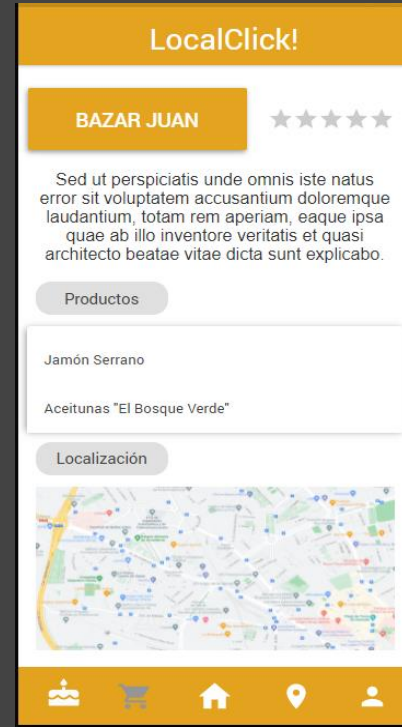 LocalClick!
BAZAR JUAN
Sed ut perspiciatis unde omnis iste natus
error sit voluptatem accusantium doloremque
laudantium, totam rem aperiam, eaque ipsa
quae ab illo inventore veritatis et quasi
architecto beatae vitae dicta sunt explicabo.
Productos
Jamón Serrano
Aceitunas "El Bosque Verde"
Localización